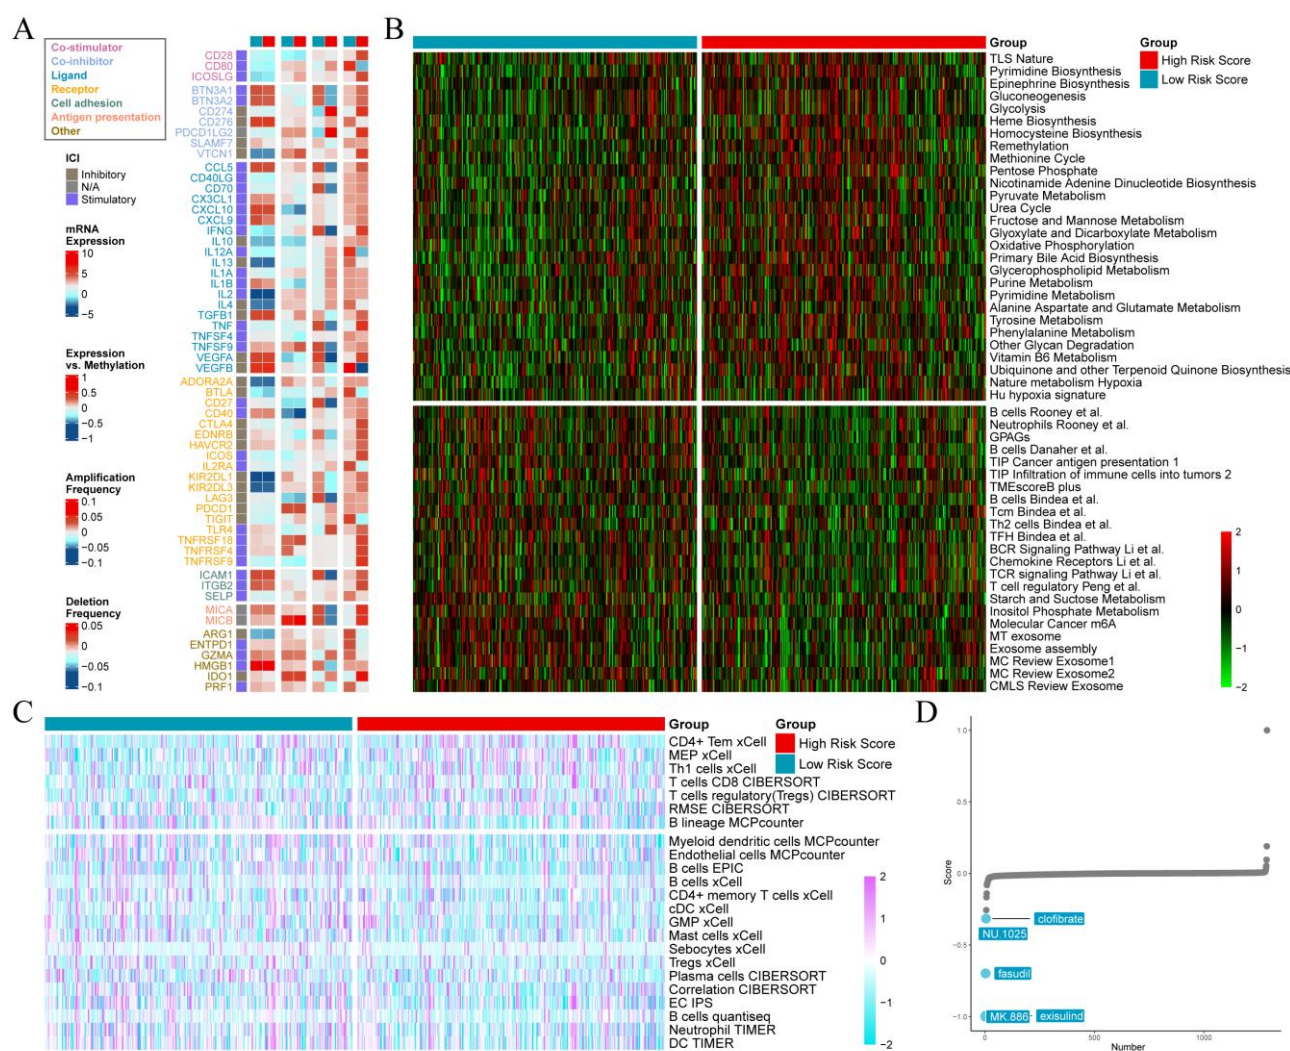 A
Co-stimulator
Co-inhibitor
Ligand
Receptor
Cell adhesion
Antigen presentation
Other
ICI
Inhibitory
N/A
Stimulatory
mRNA
Expression
10
5
0
−5
Expression
vs. Methylation
1
0.5
0
−0.5
−1
Amplification
Frequency
0.1
0.05
0
−0.05
−0.1
Deletion
Frequency
0.05
0
−0.05
−0.1
CD28
CD80
ICOSLG
BTN3A1
BTN3A2
CD274
CD276
PDCD1LG2
SLAMF7
VTCN1
CCL5
CD40LG
CD70
CX3CL1
CXCL10
CXCL9
IFNG
IL10
IL12A
IL13
IL1A
IL1B
IL2
IL4
TGFB1
TNF
TNFSF4
TNFSF9
VEGFA
VEGFB
ADORA2A
BTLA
CD27
CD40
CTLA4
EDNRB
HAVCR2
ICOS
IL2RA
KIR2DL1
KIR2DL3
LAG3
PDCD1
TIGIT
TLR4
TNFRSF18
TNFRSF4
TNFRSF9
ICAM1
ITGB2
SELP
MICA
MICB
ARG1
ENTPD1
GZMA
HMGB1
IDO1
PRF1
B
Group
TLS Nature
Pyrimidine Biosynthesis
Epinephrine Biosynthesis
Gluconeogenesis
Glycolysis
Heme Biosynthesis
Homocysteine Biosynthesis
Remethylation
Methionine Cycle
Pentose Phosphate
Nicotinamide Adenine Dinucleotide Biosynthesis
Pyruvate Metabolism
Urea Cycle
Fructose and Mannose Metabolism
Glyoxylate and Dicarboxylate Metabolism
Oxidative Phosphorylation
Primary Bile Acid Biosynthesis
Glycerophospholipid Metabolism
Purine Metabolism
Pyrimidine Metabolism
Alanine Aspartate and Glutamate Metabolism
Tyrosine Metabolism
Phenylalanine Metabolism
Other Glycan Degradation
Vitamin B6 Metabolism
Ubiquinone and other Terpenoid Quinone Biosynthesis
Nature metabolism Hypoxia
Hu hypoxia signature
B cells Rooney et al.
Neutrophils Rooney et al.
GPAGs
B cells Danaher et al.
TIP Cancer antigen presentation 1
TIP Infiltration of immune cells into tumors 2
TMEscoreB plus
B cells Bindea et al.
Tcm Bindea et al.
Th2 cells Bindea et al.
TFH Bindea et al.
BCR Signaling Pathway Li et al.
Chemokine Receptors Li et al.
TCR signaling Pathway Li et al.
T cell regulatory Peng et al.
Starch and Suctose Metabolism
Inositol Phosphate Metabolism
Molecular Cancer m6A
MT exosome
Exosome assembly
MC Review Exosome1
MC Review Exosome2
CMLS Review Exosome
Group
High Risk Score
Low Risk Score
2
1
0
−1
−2
C
Group
CD4+ Tem xCell
MEP xCell
Th1 cells xCell
T cells CD8 CIBERSORT
T cells regulatory(Tregs) CIBERSORT
RMSE CIBERSORT
B lineage MCPcounter
Myeloid dendritic cells MCPcounter
Endothelial cells MCPcounter
B cells EPIC
B cells xCell
CD4+ memory T cells xCell
cDC xCell
GMP xCell
Mast cells xCell
Sebocytes xCell
Tregs xCell
Plasma cells CIBERSORT
Correlation CIBERSORT
EC IPS
B cells quantiseq
Neutrophil TIMER
DC TIMER
Group
High Risk Score
Low Risk Score
2
1
0
−1
−2
D
Score
1.0
0.5
0.0
−0.5
−1.0
clofibrate
NU.1025
fasudil
MK.886
exisulind
0
500
1000
Number